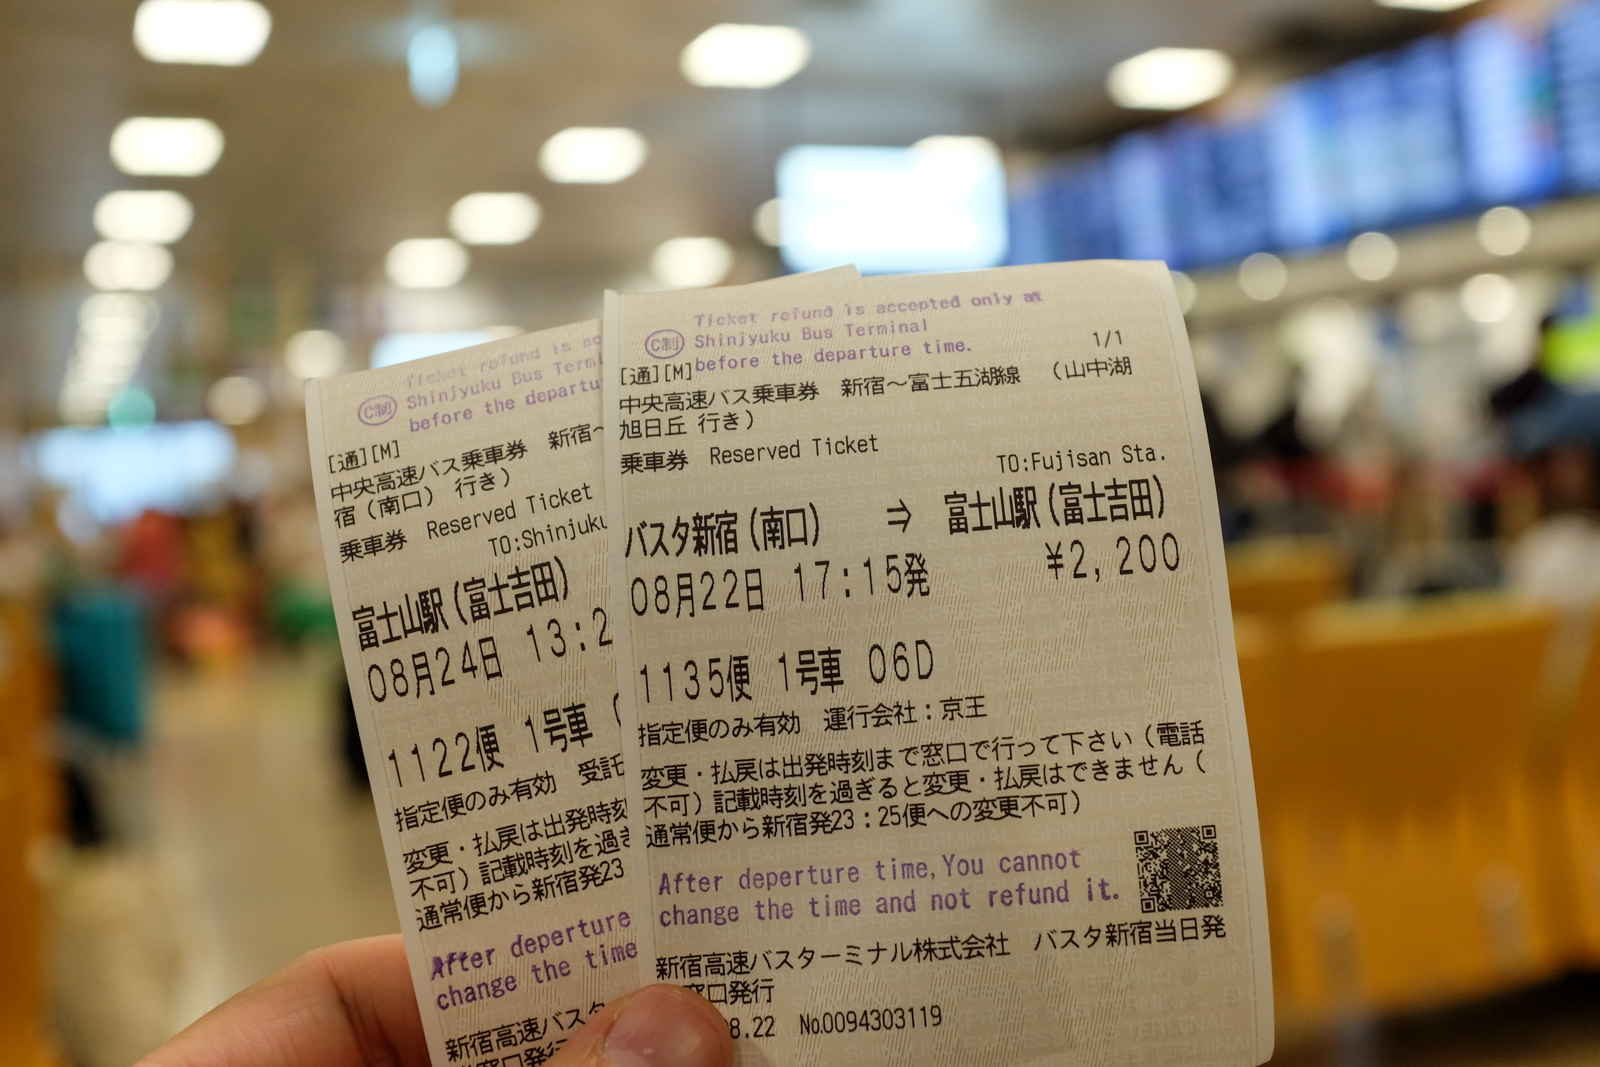 Ticket refund is ac
Shinjyuku Bus Termi
before the departu
C制
[通][M]
中央高速バス乗車券 新宿～
宿（南口） 行き）
乗車券 Reserved Ticket
TO:Shinjuku
富士山駅（富士吉田）
08月24日 13:2
1122便 1号車
指定便のみ有効 受託
変更・払戻は出発時刻
不可）記載時刻を過ぎ
通常便から新宿発23
After deperture
change the time
新宿高速バスタ
窓口発行
Ticket refund is accepted only at
Shinjyuku Bus Terminal
before the departure time.
C制
1/1
[通][M]
中央高速バス乗車券 新宿～富士五湖線 （山中湖
旭日丘 行き）
乗車券 Reserved Ticket
TO:Fujisan Sta.
バスタ新宿（南口） ⇒ 富士山駅（富士吉田）
08月22日 17:15発 ¥2,200
1135便 1号車 06D
指定便のみ有効 運行会社：京王
変更・払戻は出発時刻まで窓口で行って下さい（電話
不可）記載時刻を過ぎると変更・払戻はできません（
通常便から新宿発23：25便への変更不可）
After deperture time,You cannot
change the time and not refund it.
新宿高速バスターミナル株式会社 バスタ新宿当日発
窓口発行
8.22 No.0094303119